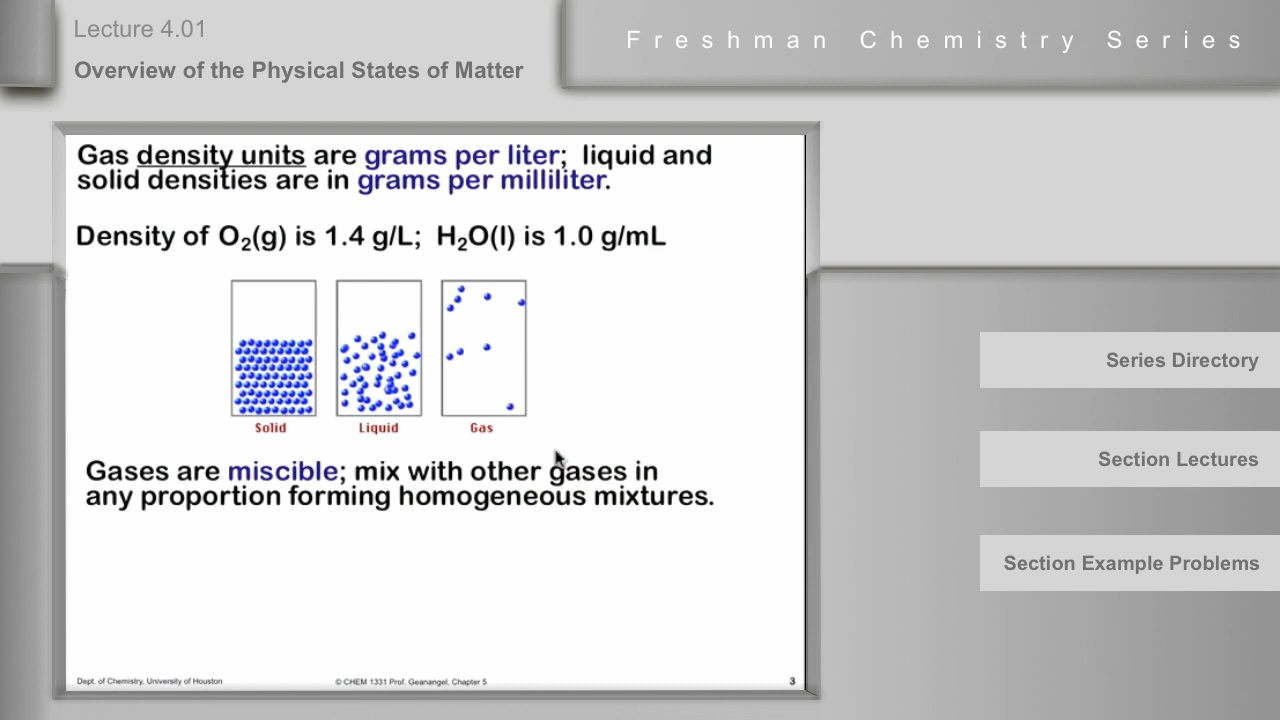 Lecture 4.01
Overview of the Physical States of Matter
Freshman Chemistry Series
Gas density units are grams per liter; liquid and
solid densities are in grams per milliliter.
Density of O₂(g) is 1.4 g/L; H₂O(l) is 1.0 g/mL
Solid Liquid Gas
Gases are miscible; mix with other gases in
any proportion forming homogeneous mixtures.
Dept. of Chemistry, University of Houston © CHEM 1331 Prof. Geanangel, Chapter 5 3
Series Directory
Section Lectures
Section Example Problems